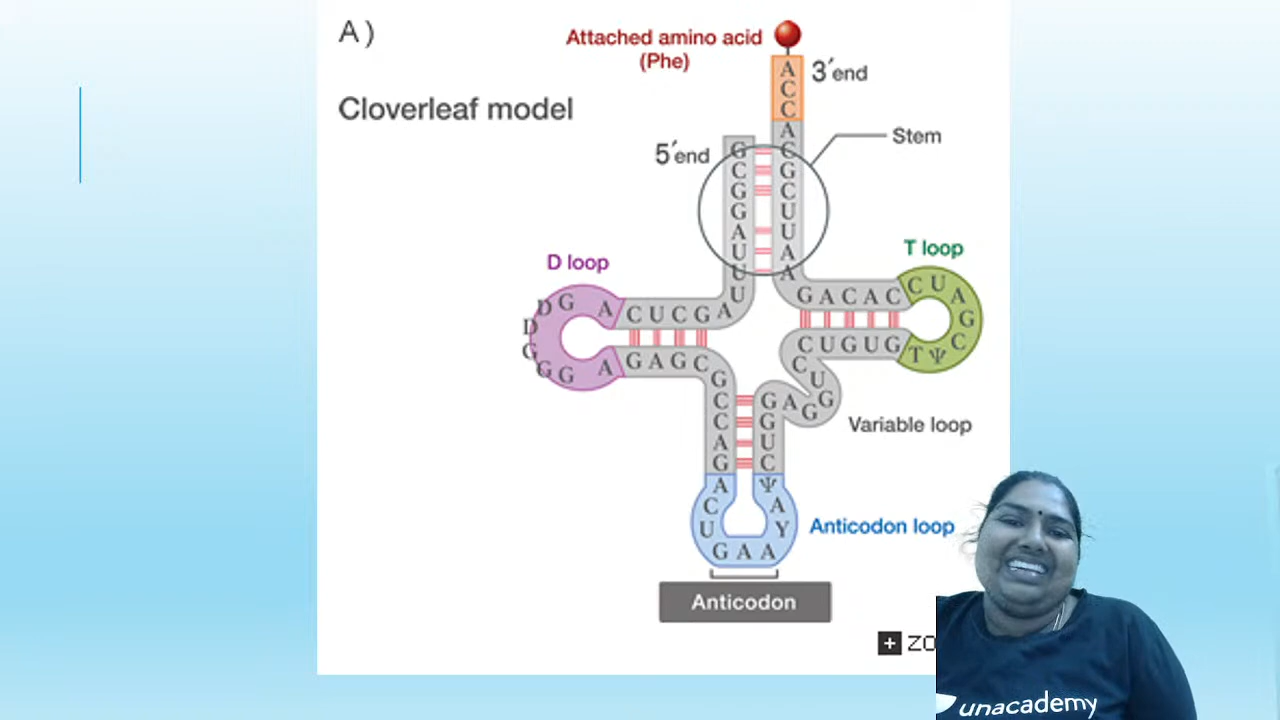 A )
Attached amino acid
(Phe)
3´end
Cloverleaf model
5´end
Stem
A
C
C
A
C
G
C
U
U
A
A
G
C
G
G
A
U
U
U
D loop
T loop
D G A C U C G A
D
G
G G A G A G C
G A C A C C U A
G
C
C U G U G T Ψ
C U
G
G A G
G
C
C
A
G
G
U
C
Variable loop
A
C
U
G A A
Ψ
A
Y
Anticodon loop
Anticodon
+ ZO
unacademy